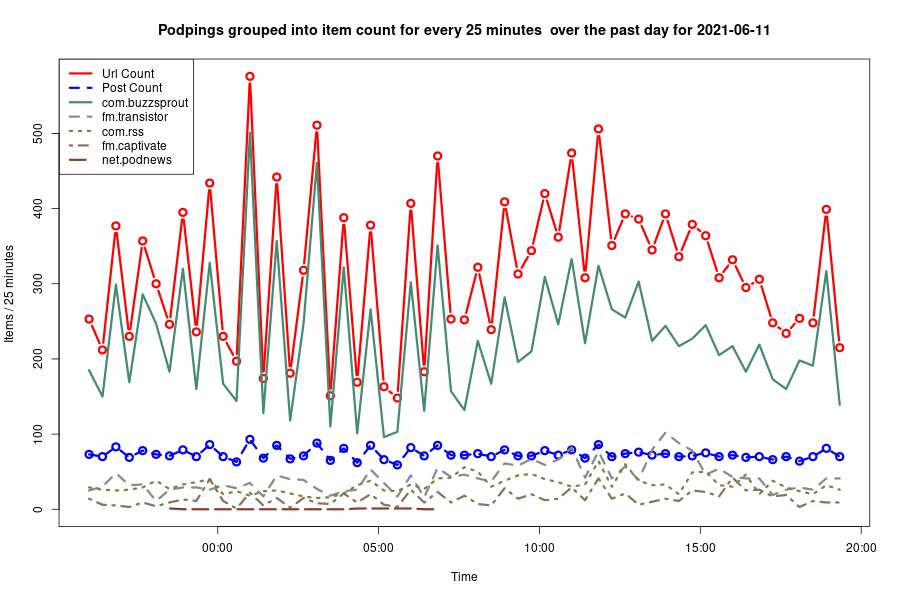 Podpings grouped into item count for every 25 minutes  over the past day for 2021-06-11
Url Count
Post Count
com.buzzsprout
fm.transistor
com.rss
fm.captivate
net.podnews
Items / 25 minutes
500
400
300
200
100
0
00:00 05:00 10:00 15:00 20:00
Time